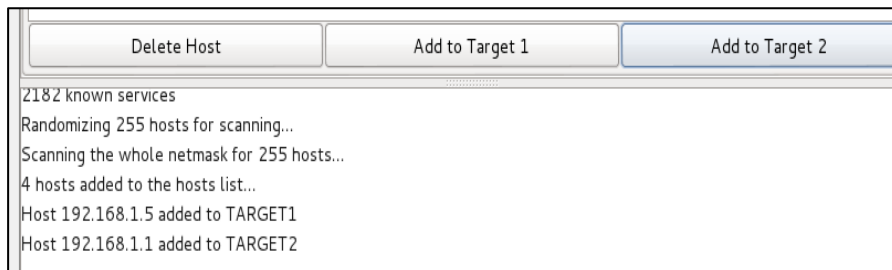 Delete Host Add to Target 1 Add to Target 2
2182 known services
Randomizing 255 hosts for scanning...
Scanning the whole netmask for 255 hosts...
4 hosts added to the hosts list...
Host 192.168.1.5 added to TARGET1
Host 192.168.1.1 added to TARGET2